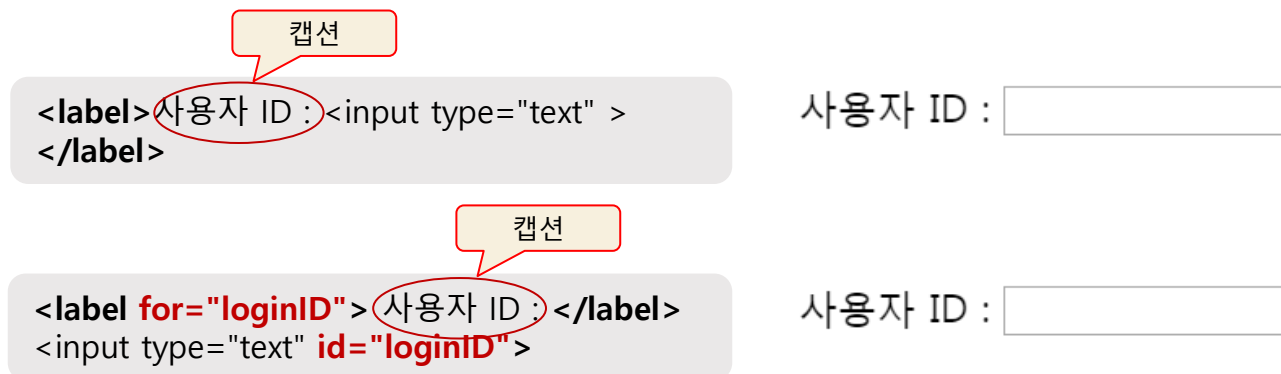 캡션
<label>사용자 ID : <input type="text" >
</label>
사용자 ID :
캡션
<label for="loginID"> 사용자 ID : </label>
<input type="text" id="loginID">
사용자 ID :